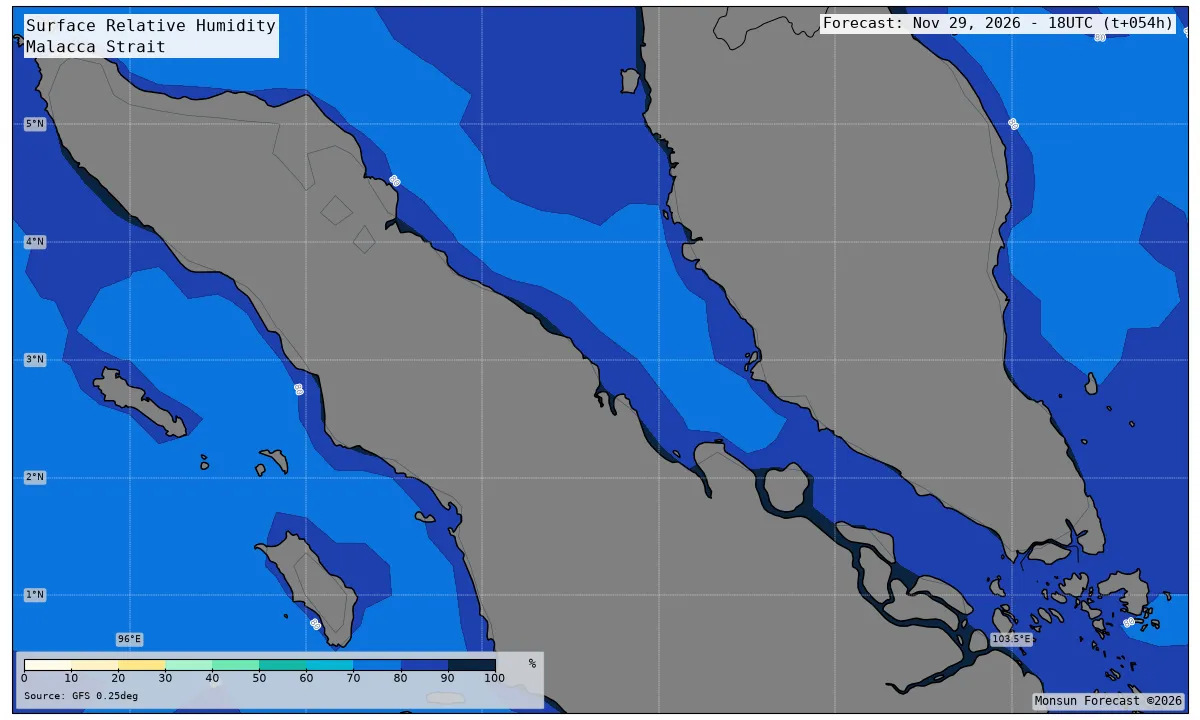 Surface Relative Humidity
Malacca Strait
Forecast: Nov 29, 2026 - 18UTC (t+054h)
80
80
80
5°N
4°N
3°N
80
2°N
1°N
80
80
96°E
103.5°E
%
0 10 20 30 40 50 60 70 80 90 100
Source: GFS 0.25deg
Monsun Forecast ©2026